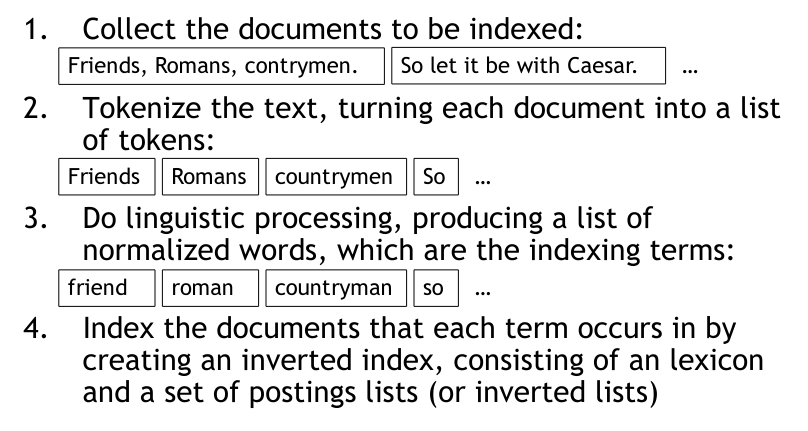 1. Collect the documents to be indexed:
Friends, Romans, contrymen. So let it be with Caesar. ...
2. Tokenize the text, turning each document into a list
of tokens:
Friends Romans countrymen So ...
3. Do linguistic processing, producing a list of
normalized words, which are the indexing terms:
friend roman countryman so ...
4. Index the documents that each term occurs in by
creating an inverted index, consisting of an lexicon
and a set of postings lists (or inverted lists)